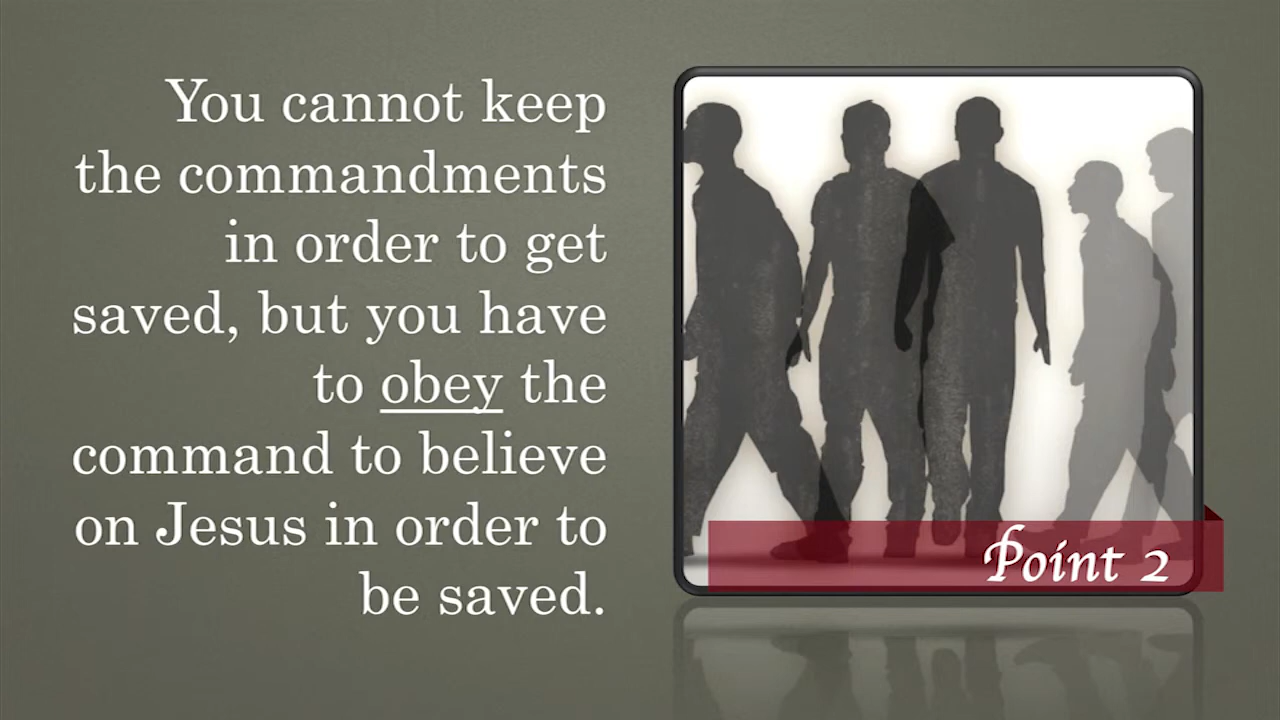 You cannot keep
the commandments
in order to get
saved, but you have
to obey the
command to believe
on Jesus in order to
be saved.
Point 2